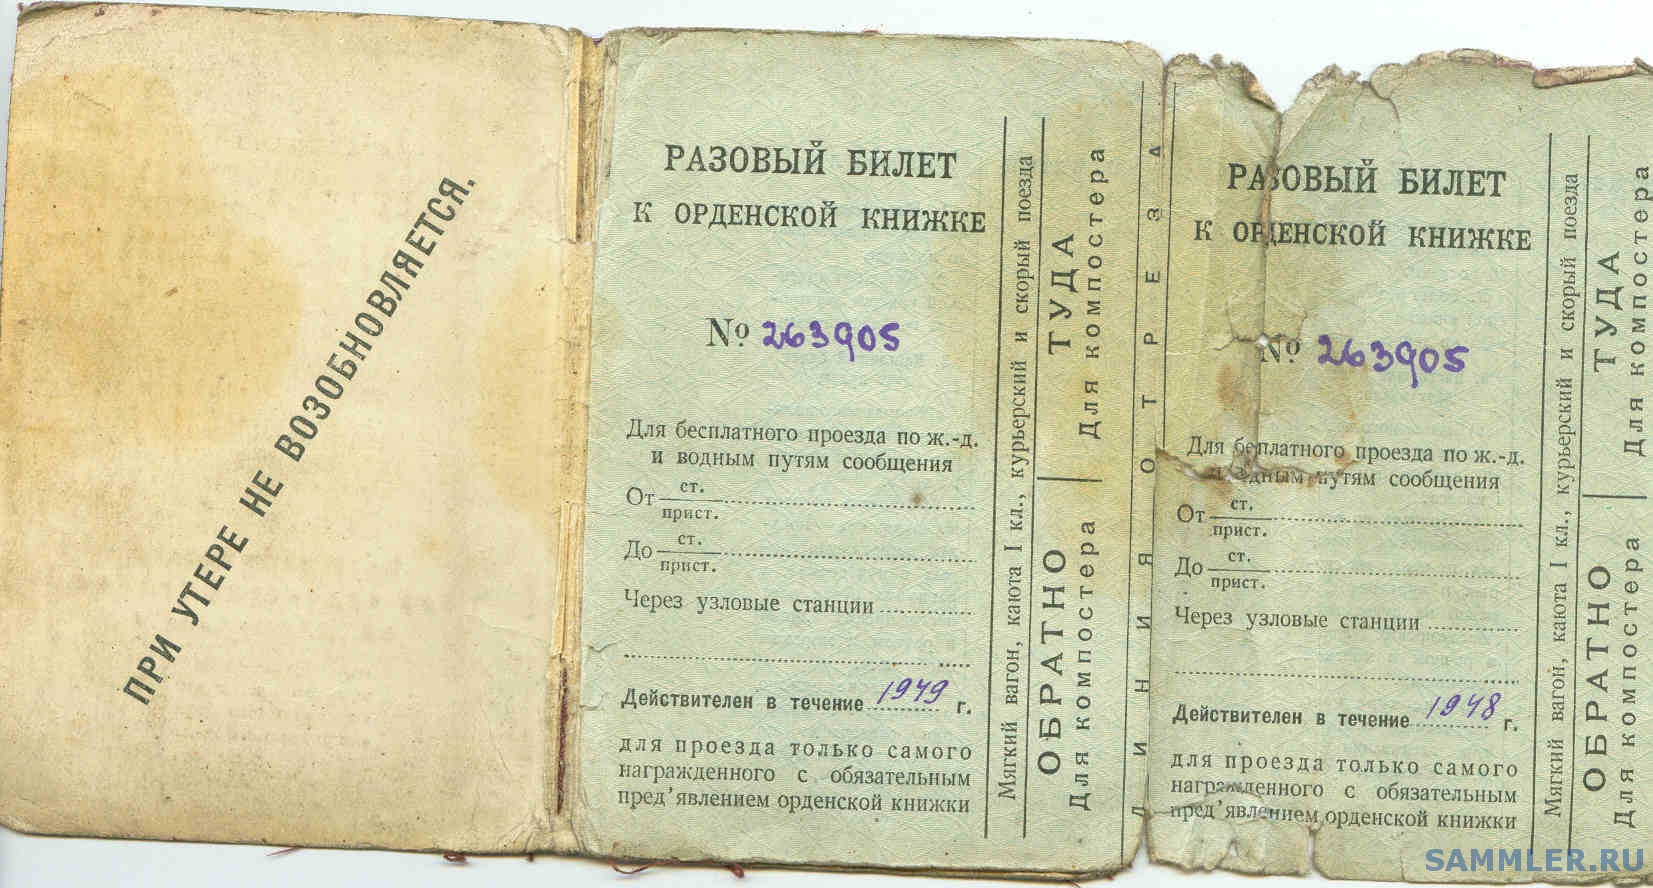 ПРИ УТЕРЕ НЕ ВОЗОБНОВЛЯЕТСЯ.
РАЗОВЫЙ БИЛЕТ
К ОРДЕНСКОЙ КНИЖКЕ
№ 263905
Для бесплатного проезда по ж.-д.
и водным путям сообщения
От ст.
прист.
До ст.
прист.
Через узловые станции
Действителен в течение 1949 г.
для проезда только самого
награжденного с обязательным
пред'явлением орденской книжки
Мягкий вагон, каюта I кл., курьерский и скорый поезда
ОБРАТНО ТУДА
Для компостера Для компостера
ЛИНИЯ ОТРЕЗА
РАЗОВЫЙ БИЛЕТ
К ОРДЕНСКОЙ КНИЖКЕ
№ 263905
Для беплатного проезда по ж.-д.
и водным путям сообщения
От ст.
прист.
До ст.
прист.
Через узловые станции
Действителен в течение 1948 г.
для проезда только самого
награжденного с обязательным
пред'явлением орденской книжки
Мягкий вагон, каюта I кл., курьерский и скорый поезда
ОБРАТНО ТУДА
Для компостера Для компостера
SAMMLER.RU